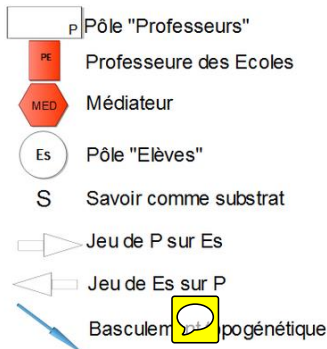 P Pôle "Professeurs"
PE Professeure des Ecoles
MED Médiateur
Es Pôle "Elèves"
S Savoir comme substrat
Jeu de P sur Es
Jeu de Es sur P